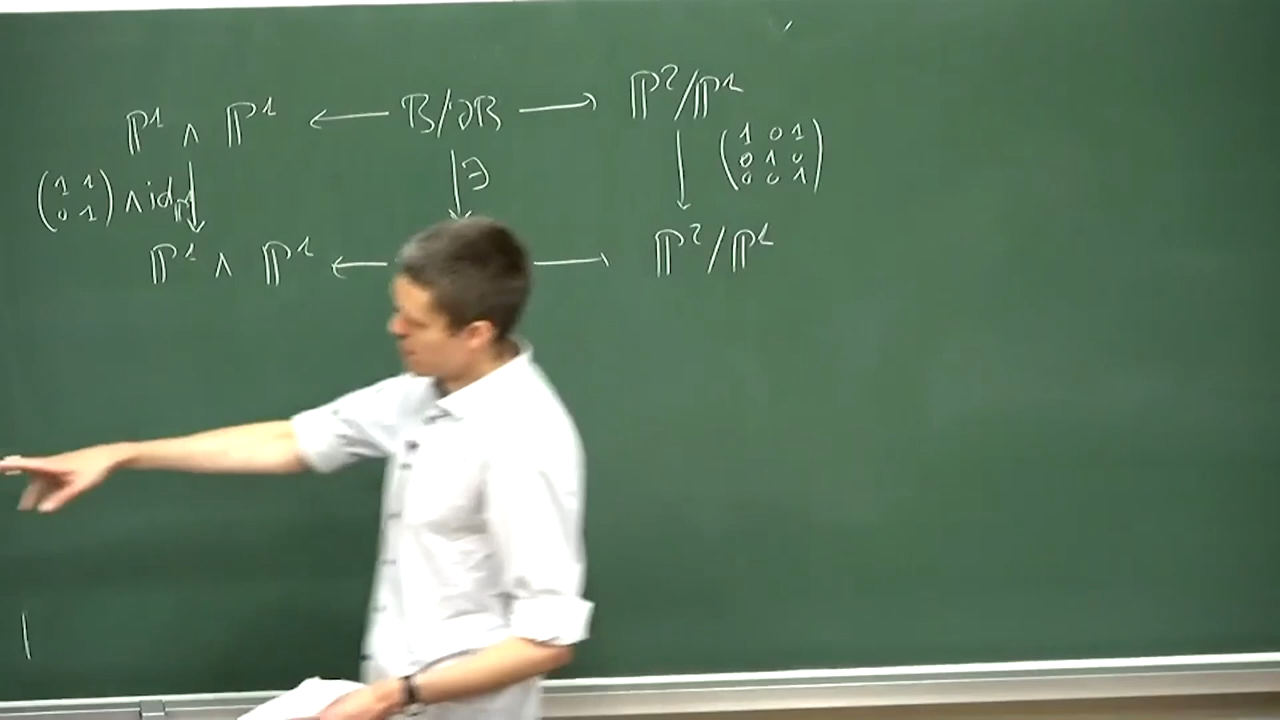 ℙ¹ ∧ ℙ¹ ← B/∂B → ℙ²/ℙ¹
(1 1; 0 1) ∧ id_ℙ¹ ↓ ↓∃ ↓ (1 0 1; 0 1 0; 0 0 1)
ℙ¹ ∧ ℙ¹ ← → ℙ²/ℙ¹